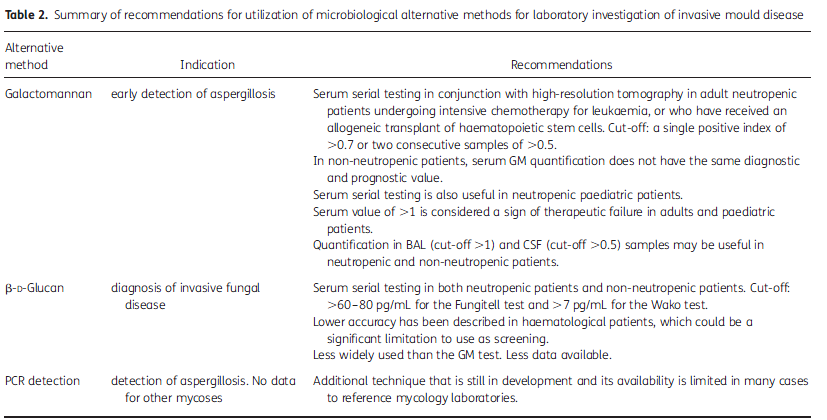 Table 2. Summary of recommendations for utilization of microbiological alternative methods for laboratory investigation of invasive mould disease
Alternative
method Indication Recommendations
Galactomannan early detection of aspergillosis Serum serial testing in conjunction with high-resolution tomography in adult neutropenic
patients undergoing intensive chemotherapy for leukaemia, or who have received an
allogeneic transplant of haematopoietic stem cells. Cut-off: a single positive index of
>0.7 or two consecutive samples of >0.5.
In non-neutropenic patients, serum GM quantification does not have the same diagnostic
and prognostic value.
Serum serial testing is also useful in neutropenic paediatric patients.
Serum value of >1 is considered a sign of therapeutic failure in adults and paediatric
patients.
Quantification in BAL (cut-off >1) and CSF (cut-off >0.5) samples may be useful in
neutropenic and non-neutropenic patients.
β-D-Glucan diagnosis of invasive fungal Serum serial testing in both neutropenic patients and non-neutropenic patients. Cut-off:
disease >60–80 pg/mL for the Fungitell test and >7 pg/mL for the Wako test.
Lower accuracy has been described in haematological patients, which could be a
significant limitation to use as screening.
Less widely used than the GM test. Less data available.
PCR detection detection of aspergillosis. No data Additional technique that is still in development and its availability is limited in many cases
for other mycoses to reference mycology laboratories.